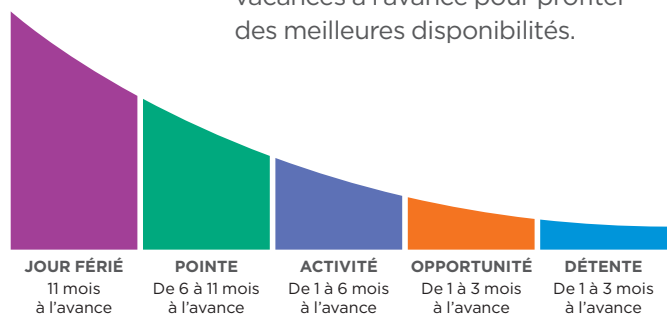 vacances à l'avance pour profiter
des meilleures disponibilités.
JOUR FÉRIÉ
11 mois
à l'avance
POINTE
De 6 à 11 mois
à l'avance
ACTIVITÉ
De 1 à 6 mois
à l'avance
OPPORTUNITÉ
De 1 à 3 mois
à l'avance
DÉTENTE
De 1 à 3 mois
à l'avance